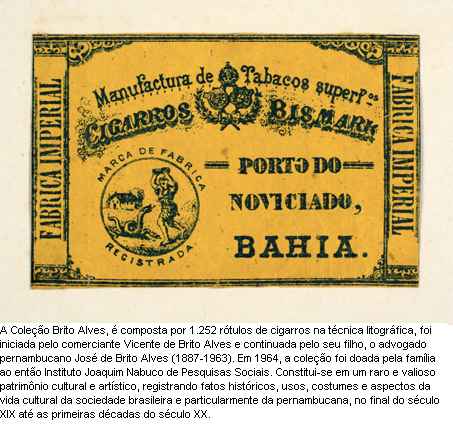 FABRICA IMPERIAL
Manufactura de Tabacos superfos
CIGARROS BISMARK
MARCA DE FABRICA
REGISTRADA
PORTO DO
NOVICIADO,
BAHIA.
FABRICA IMPERIAL
A Coleção Brito Alves, é composta por 1.252 rótulos de cigarros na técnica litográfica, foi
iniciada pelo comerciante Vicente de Brito Alves e continuada pelo seu filho, o advogado
pernambucano José de Brito Alves (1887-1963). Em 1964, a coleção foi doada pela família
ao então Instituto Joaquim Nabuco de Pesquisas Sociais. Constitui-se em um raro e valioso
patrimônio cultural e artístico, registrando fatos históricos, usos, costumes e aspectos da
vida cultural da sociedade brasileira e particularmente da pernambucana, no final do século
XIX até as primeiras décadas do século XX.